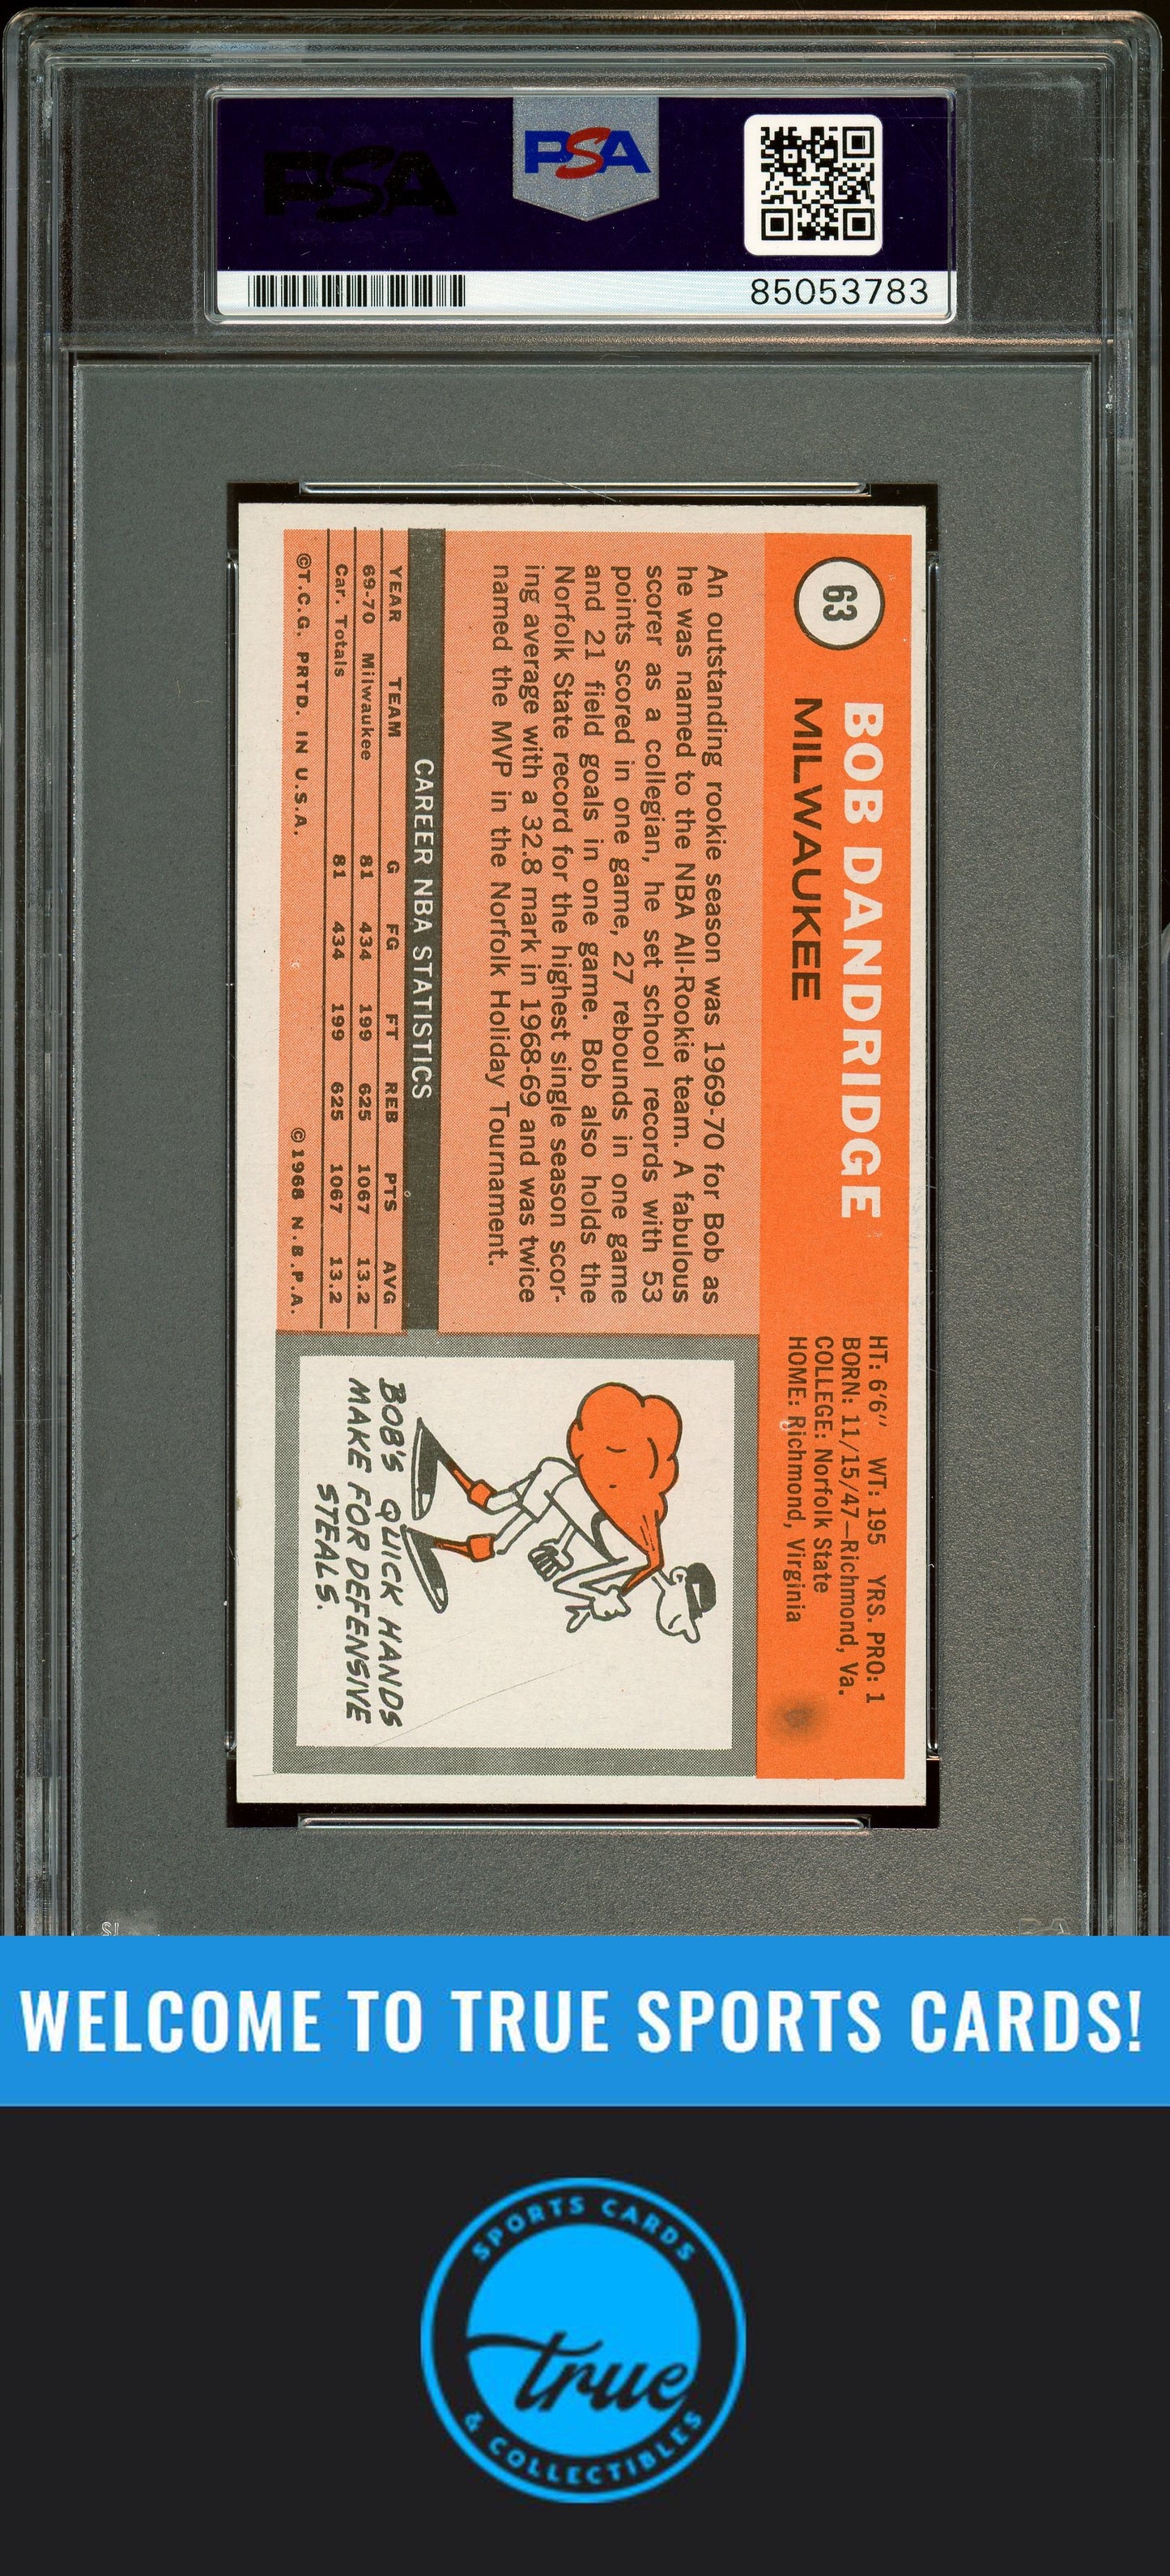 PSA
PSA
85053783
63
BOB DANDRIDGE
MILWAUKEE
HT: 6'6" WT: 195 YRS. PRO: 1
BORN: 11/15/47—Richmond, Va.
COLLEGE: Norfolk State
HOME: Richmond, Virginia
An outstanding rookie season was 1969-70 for Bob as
he was named to the NBA All-Rookie team. A fabulous
scorer as a collegian, he set school records with 53
points scored in one game, 27 rebounds in one game
and 21 field goals in one game. Bob also holds the
Norfolk State record for the highest single season scor-
ing average with a 32.8 mark in 1968-69 and was twice
named the MVP in the Norfolk Holiday Tournament.
CAREER NBA STATISTICS
YEAR TEAM G FG FT REB PTS AVG
69-70 Milwaukee 81 434 199 625 1067 13.2
Car. Totals 81 434 199 625 1067 13.2
©T.C.G. PRTD. IN U.S.A. ©1968 N.B.P.A.
BOB'S QUICK HANDS
MAKE FOR DEFENSIVE
STEALS.
WELCOME TO TRUE SPORTS CARDS!
SPORTS CARDS
true
& COLLECTIBLES